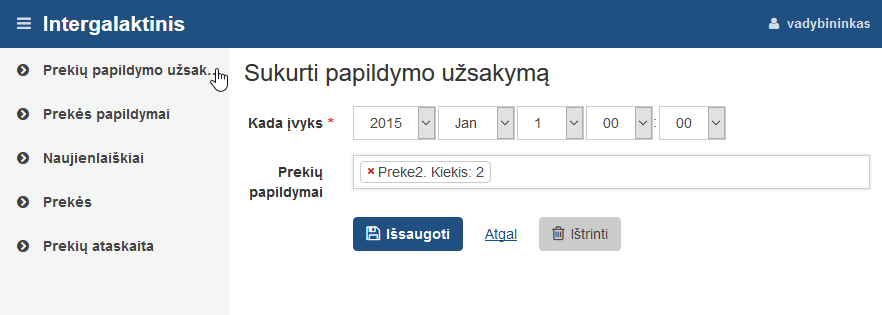 Intergalaktinis
vadybininkas
Prekių papildymo užsak...
Prekės papildymai
Naujienlaiškiai
Prekės
Prekių ataskaita
Sukurti papildymo užsakymą
Kada įvyks * 2015 Jan 1 00 : 00
Prekių
papildymai
× Preke2. Kiekis: 2
Išsaugoti Atgal Ištrinti